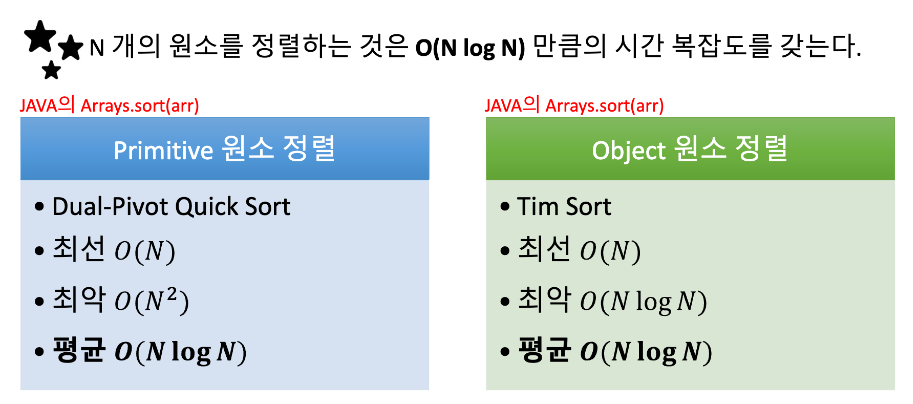 N 개의 원소를 정렬하는 것은 O(N log N) 만큼의 시간 복잡도를 갖는다.
JAVA의 Arrays.sort(arr)
Primitive 원소 정렬
• Dual-Pivot Quick Sort
• 최선 O(N)
• 최악 O(N²)
• 평균 O(N log N)
JAVA의 Arrays.sort(arr)
Object 원소 정렬
• Tim Sort
• 최선 O(N)
• 최악 O(N log N)
• 평균 O(N log N)